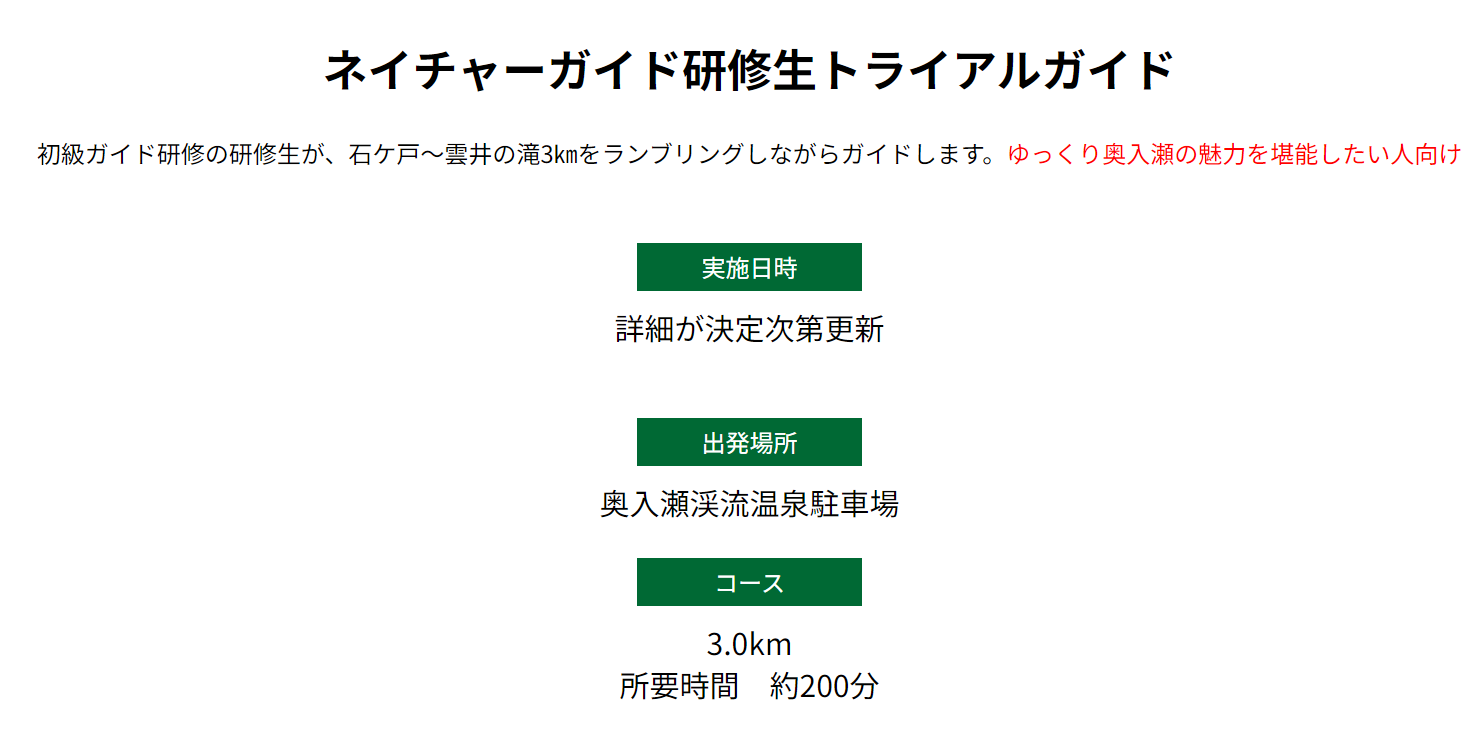 ネイチャーガイド研修生トライアルガイド
初級ガイド研修の研修生が、石ケ戸～雲井の滝3㎞をランブリングしながらガイドします。ゆっくり奥入瀬の魅力を堪能したい人向け
実施日時
詳細が決定次第更新
出発場所
奥入瀬渓流温泉駐車場
コース
3.0km
所要時間　約200分